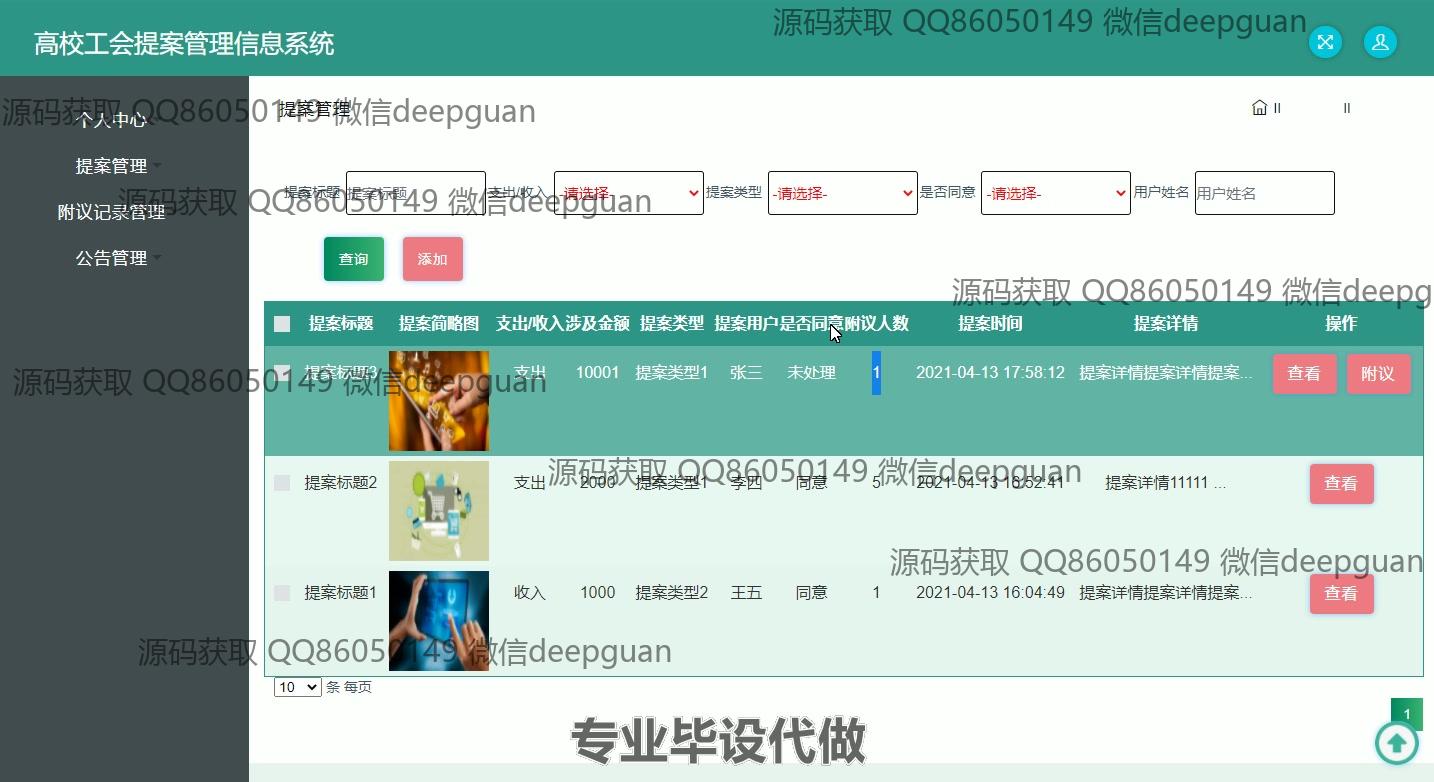 源码获取 QQ86050149 微信deepguan
高校工会提案管理信息系统
源码获取 QQ86050149 微信deepguan
个人中心
提案管理
II II
提案管理
提案标题 提案标题 支出/收入 -请选择- 提案类型 -请选择- 是否同意 -请选择- 用户姓名 用户姓名
源码获取 QQ86050149 微信deepguan
附议记录管理
公告管理
查询 添加
源码获取 QQ86050149 微信deepg
提案标题 提案简略图 支出/收入 涉及金额 提案类型 提案用户 是否同意 附议人数 提案时间 提案详情 操作
提案标题3 支出 10001 提案类型1 张三 未处理 1 2021-04-13 17:58:12 提案详情提案详情提案... 查看 附议
源码获取 QQ86050149 微信deepguan
源码获取 QQ86050149 微信deepguan
提案标题2 支出 2000 提案类型1 李四 同意 5 2021-04-13 16:52:41 提案详情11111 ... 查看
源码获取 QQ86050149 微信deepguan
提案标题1 收入 1000 提案类型2 王五 同意 1 2021-04-13 16:04:49 提案详情提案详情提案... 查看
源码获取 QQ86050149 微信deepguan
10 条 每页
1
专业毕设代做